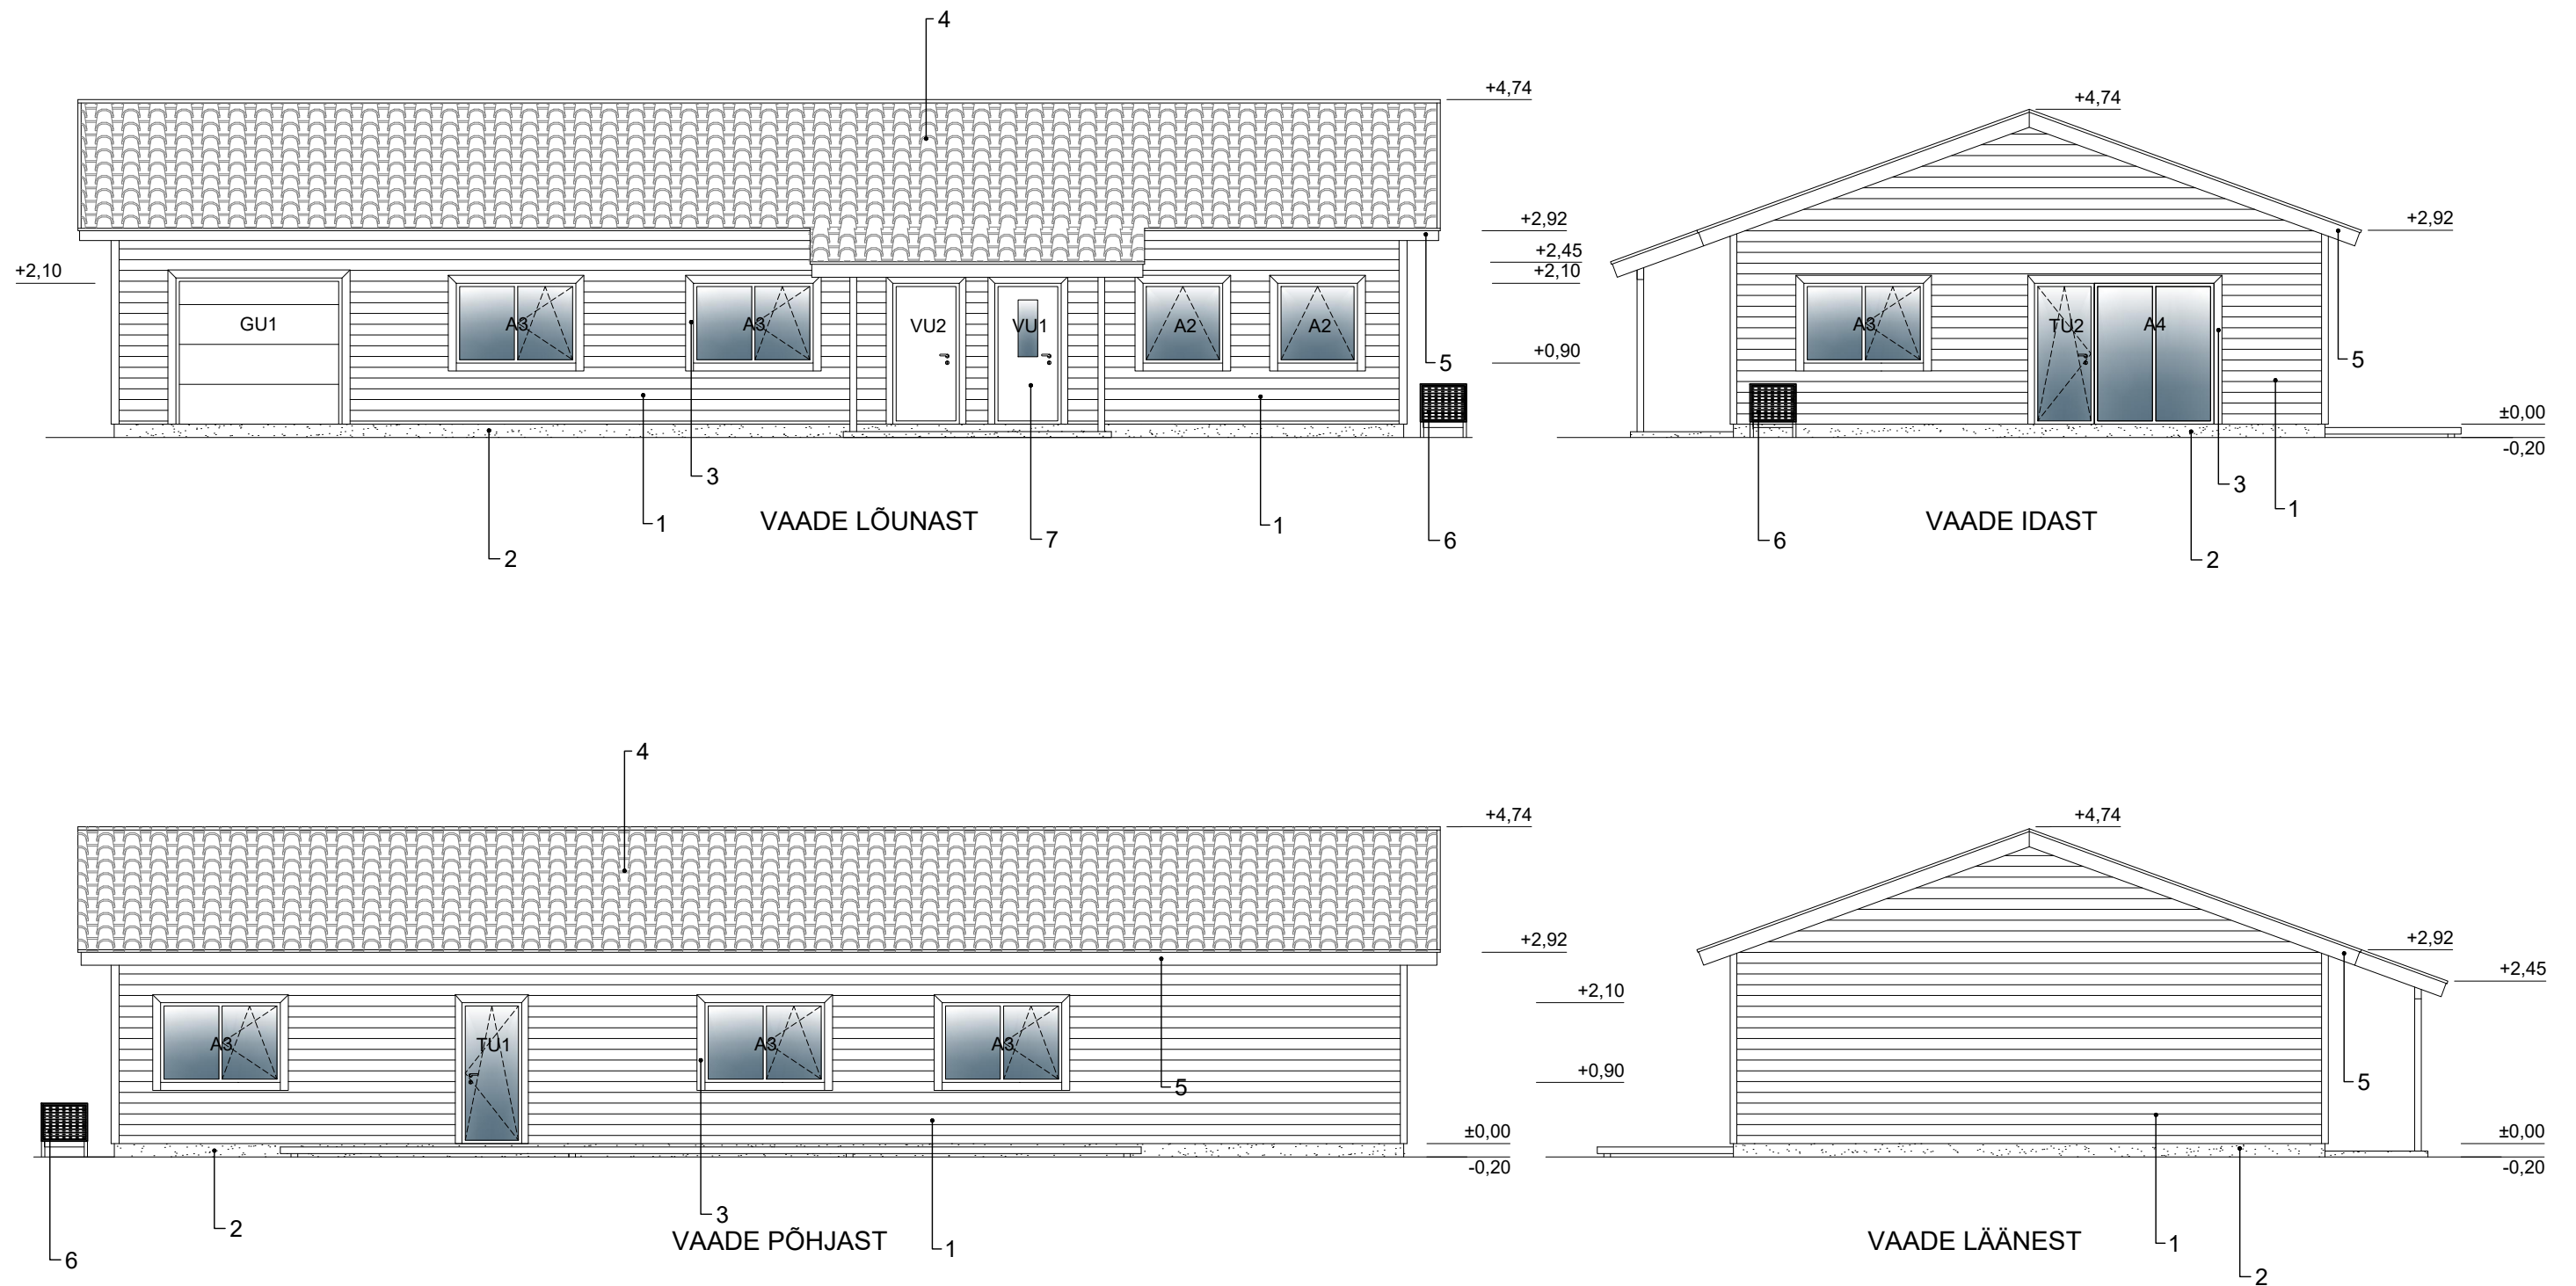 4
+4,74
+2,92
+2,45
+2,10
+2,10
+0,90
GU1
A3
A3
VU2
VU1
A2
A2
5
3
1
2
7
1
6
VAADE LÕUNAST
+4,74
+2,92
A3
TU2
A4
5
±0,00
-0,20
3
1
6
2
VAADE IDAST
4
+4,74
+2,92
+2,10
+0,90
±0,00
-0,20
A3
TU1
A3
A3
5
3
2
1
6
VAADE PÕHJAST
+4,74
+2,92
+2,45
5
±0,00
-0,20
1
2
VAADE LÄÄNEST